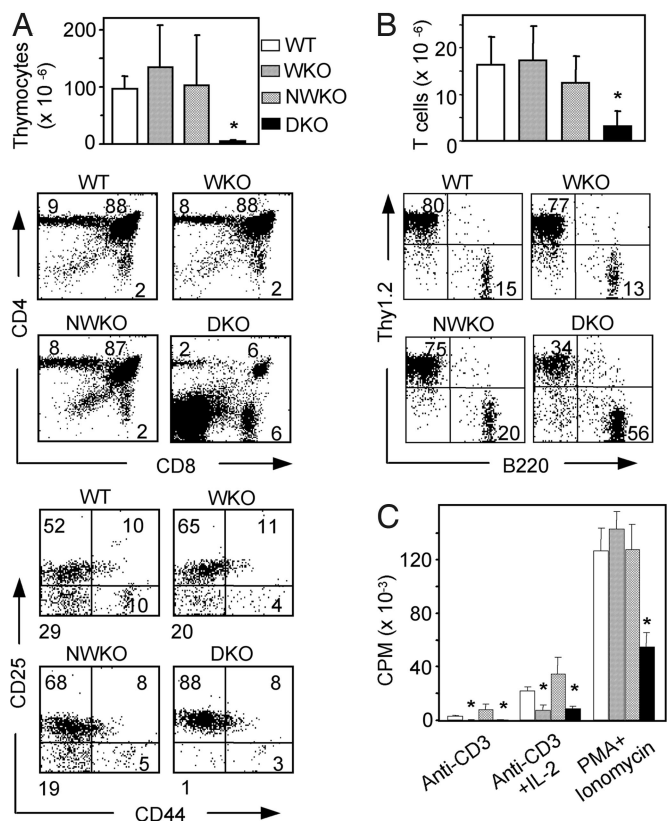 A
200
100
0
Thymocytes
(x 10 -6)
*
WT
WKO
NWKO
DKO
WT
WKO
9
88
2
8
88
2
NWKO
DKO
8
87
2
2
6
6
CD4
CD8
WT
WKO
52
10
10
29
65
11
4
20
NWKO
DKO
68
8
5
19
88
8
3
1
CD25
CD44
B
20
10
0
T cells (x 10 -6)
*
WT
WKO
80
15
77
13
NWKO
DKO
75
20
34
56
Thy1.2
B220
C
120
80
40
0
CPM (x 10-3)
* *
* *
*
Anti-CD3
Anti-CD3
+IL-2
PMA+
Ionomycin